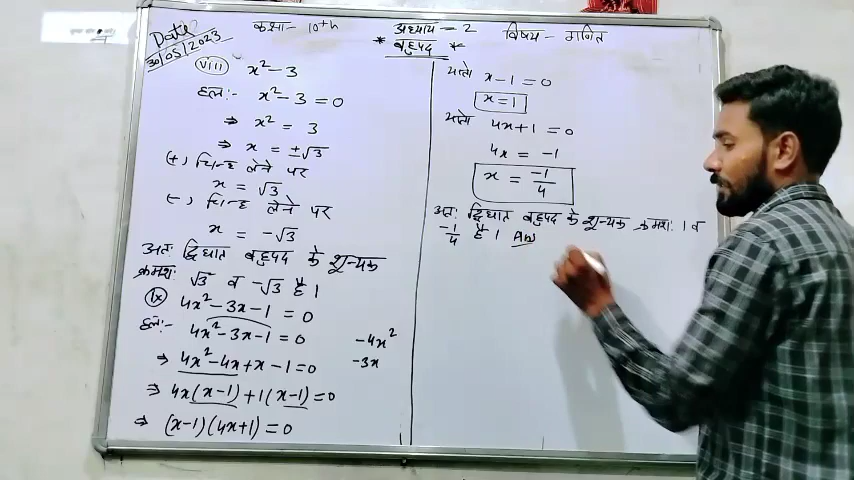 Date
30/05/2023
कक्षा- 10th
अध्याय = 2
* बहुपद *
विषय- गणित
(viii) x² - 3
हल:- x² - 3 = 0
⇒ x² = 3
⇒ x = ±√3
(+) चिन्ह लेने पर
x = √3
(-) चिन्ह लेने पर
x = -√3
अतः द्विघात बहुपद के शून्यक
क्रमशः √3 व -√3 है।
(ix) 4x² - 3x - 1 = 0
हल:- 4x² - 3x - 1 = 0
-4x²
-3x
⇒ 4x² - 4x + x - 1 = 0
⇒ 4x(x-1) + 1(x-1) = 0
⇒ (x-1)(4x+1) = 0
यातो x - 1 = 0
x = 1
यातो 4x + 1 = 0
4x = -1
x = -1/4
अतः द्विघात बहुपद के शून्यक क्रमशः 1 व
-1/4 है। Ans